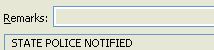 Remarks:
STATE POLICE NOTIFIED